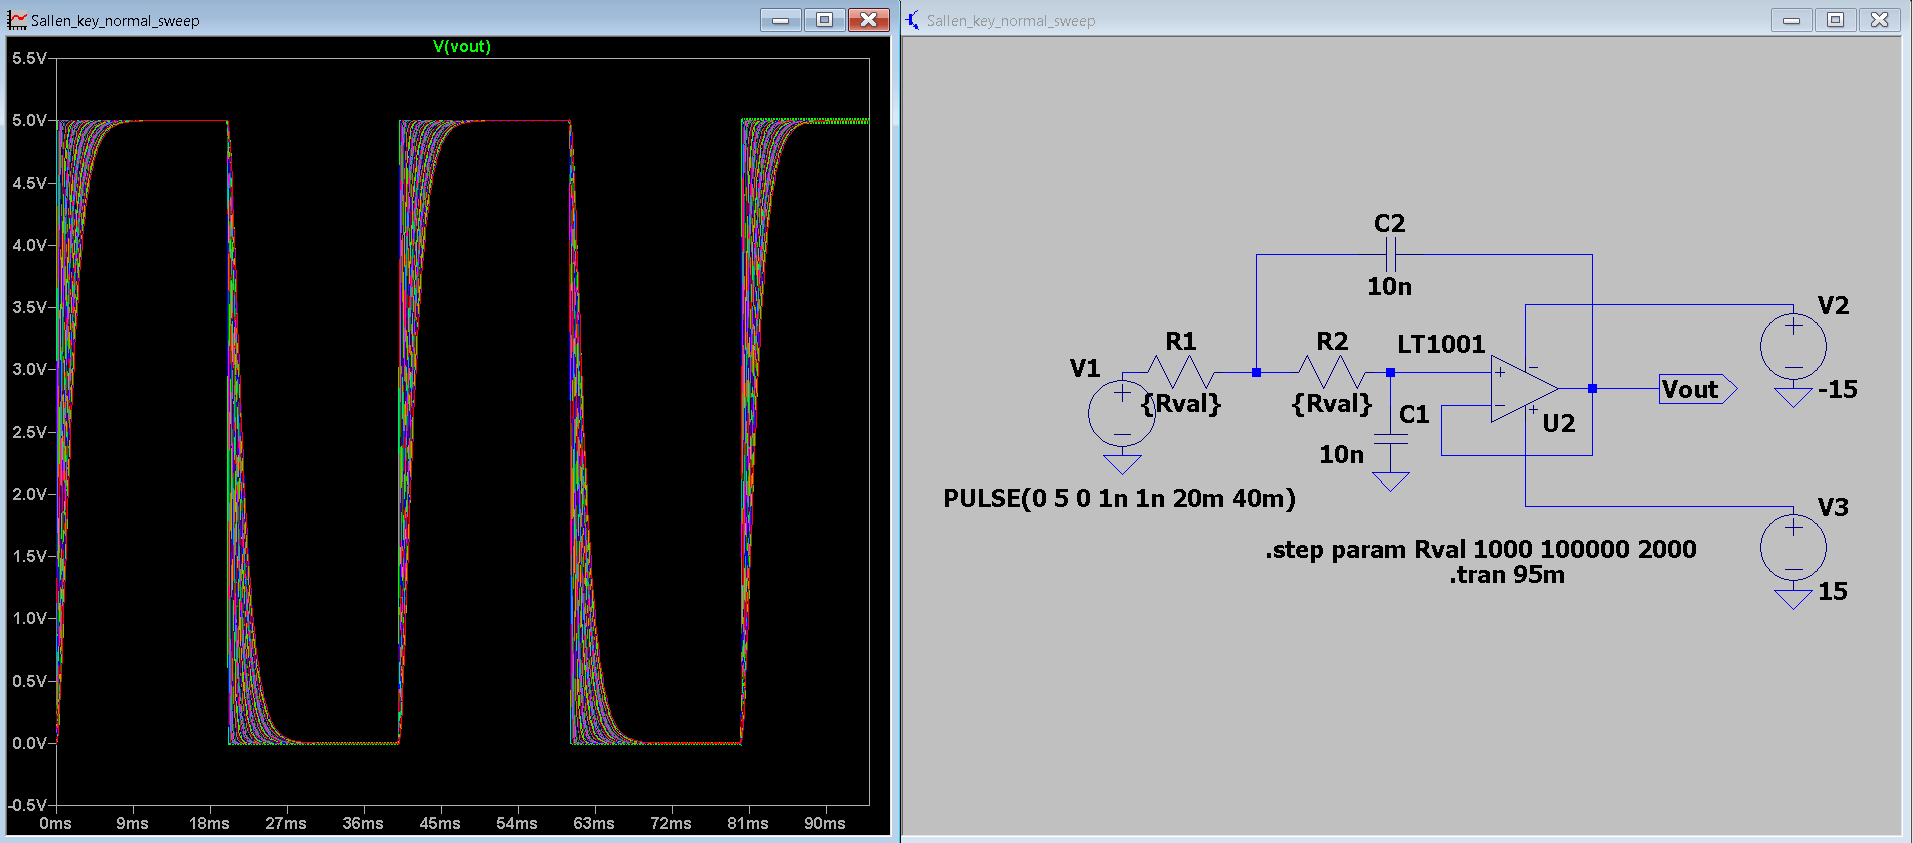 Sallen_key_normal_sweep
V(vout)
5.5V
5.0V
4.5V
4.0V
3.5V
3.0V
2.5V
2.0V
1.5V
1.0V
0.5V
0.0V
-0.5V
0ms 9ms 18ms 27ms 36ms 45ms 54ms 63ms 72ms 81ms 90ms
Sallen_key_normal_sweep
C2
10n
V2
-15
R1
R2
LT1001
V1
{Rval}
{Rval}
C1
10n
U2
Vout
PULSE(0 5 0 1n 1n 20m 40m)
V3
15
.step param Rval 1000 100000 2000
.tran 95m